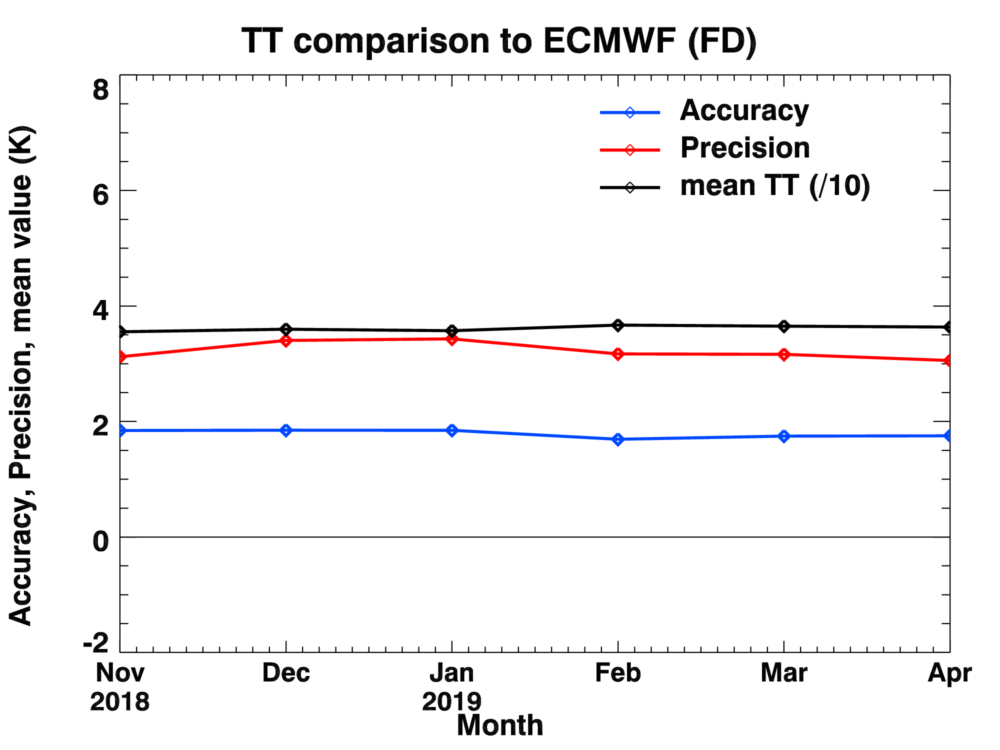 TT comparison to ECMWF (FD)
Accuracy, Precision, mean value (K)
8
6
4
2
0
-2
Accuracy
Precision
mean TT (/10)
Nov Dec Jan Feb Mar Apr
2018 2019
Month